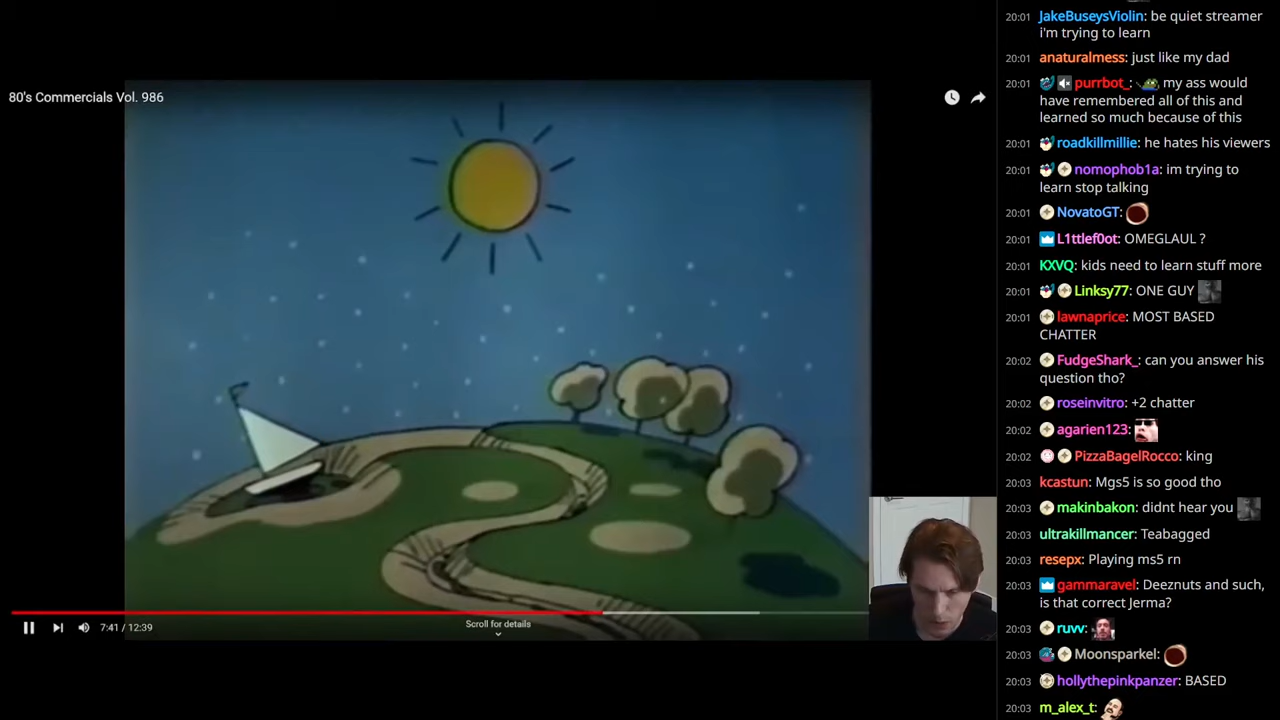 80's Commercials Vol. 986
7:41 / 12:39
Scroll for details
20:01 JakeBuseysViolin: be quiet streamer
i'm trying to learn
20:01 anaturalmess: just like my dad
20:01 purrbot_: my ass would
have remembered all of this and
learned so much because of this
20:01 roadkillmillie: he hates his viewers
20:01 nomophob1a: im trying to
learn stop talking
20:01 NovatoGT:
20:01 L1ttlef0ot: OMEGLAUL ?
20:01 KXVQ: kids need to learn stuff more
20:01 Linksy77: ONE GUY
20:01 lawnaprice: MOST BASED
CHATTER
20:02 FudgeShark_: can you answer his
question tho?
20:02 roseinvitro: +2 chatter
20:02 agarien123:
20:02 PizzaBagelRocco: king
20:03 kcastun: Mgs5 is so good tho
20:03 makinbakon: didnt hear you
20:03 ultrakillmancer: Teabagged
20:03 resepx: Playing ms5 rn
20:03 gammaravel: Deeznuts and such,
is that correct Jerma?
20:03 ruvv:
20:03 Moonsparkel:
20:03 hollythepinkpanzer: BASED
20:03 m_alex_t: